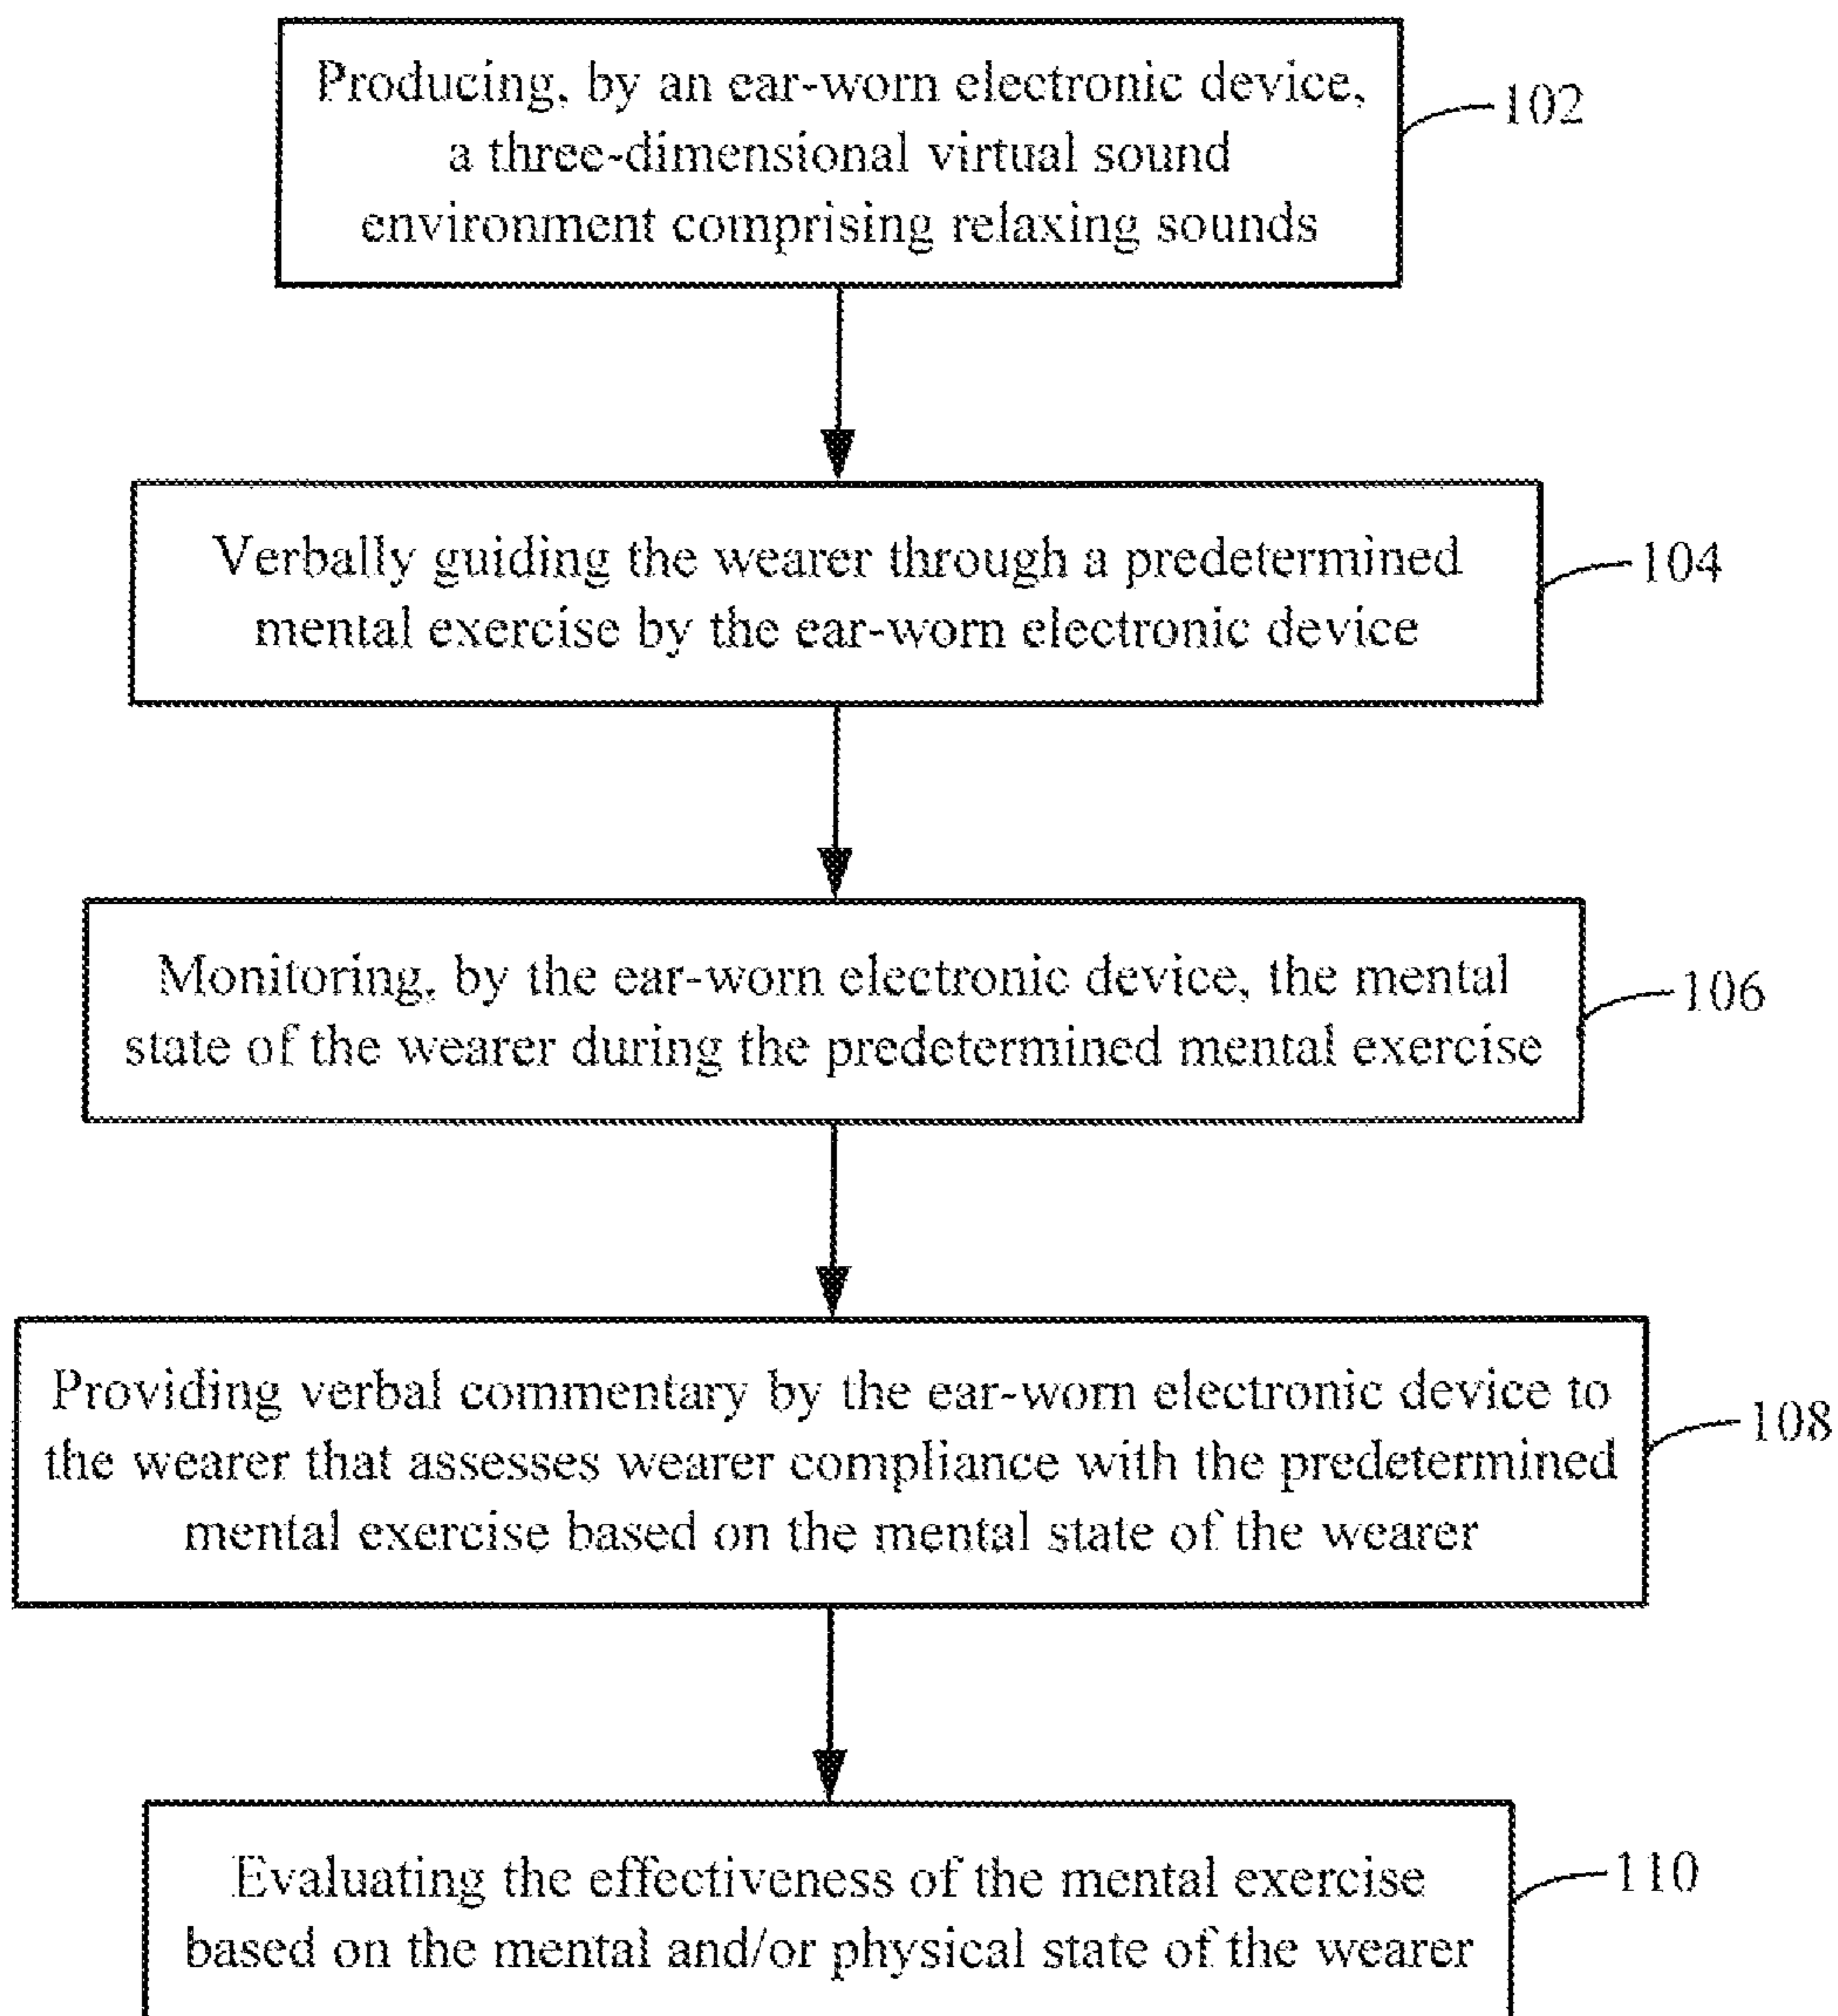 Producing, by an ear-worn electronic device,
a three-dimensional virtual sound
environment comprising relaxing sounds
102
Verbally guiding the wearer through a predetermined
mental exercise by the ear-worn electronic device
104
Monitoring, by the ear-worn electronic device, the mental
state of the wearer during the predetermined mental exercise
106
Providing verbal commentary by the ear-worn electronic device to
the wearer that assesses wearer compliance with the predetermined
mental exercise based on the mental state of the wearer
108
Evaluating the effectiveness of the mental exercise
based on the mental and/or physical state of the wearer
110